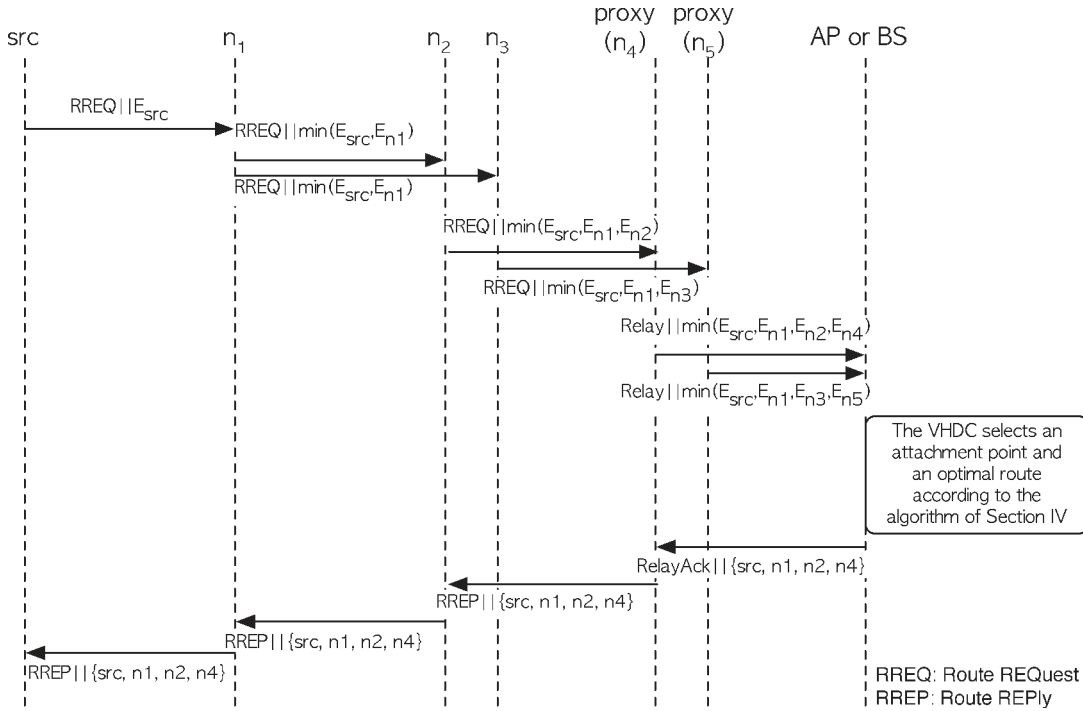 src
n1
n2
n3
proxy
(n4)
proxy
(n5)
AP or BS
RREQ||Esrc
RREQ||min(Esrc,En1)
RREQ||min(Esrc,En1)
RREQ||min(Esrc,En1,En2)
RREQ||min(Esrc,En1,En3)
Relay||min(Esrc,En1,En2,En4)
Relay||min(Esrc,En1,En3,En5)
The VHDC selects an
attachment point and
an optimal route
according to the
algorithm of Section IV
RelayAck||{src, n1, n2, n4}
RREP||{src, n1, n2, n4}
RREP||{src, n1, n2, n4}
RREP||{src, n1, n2, n4}
RREQ: Route REQuest
RREP: Route REPly